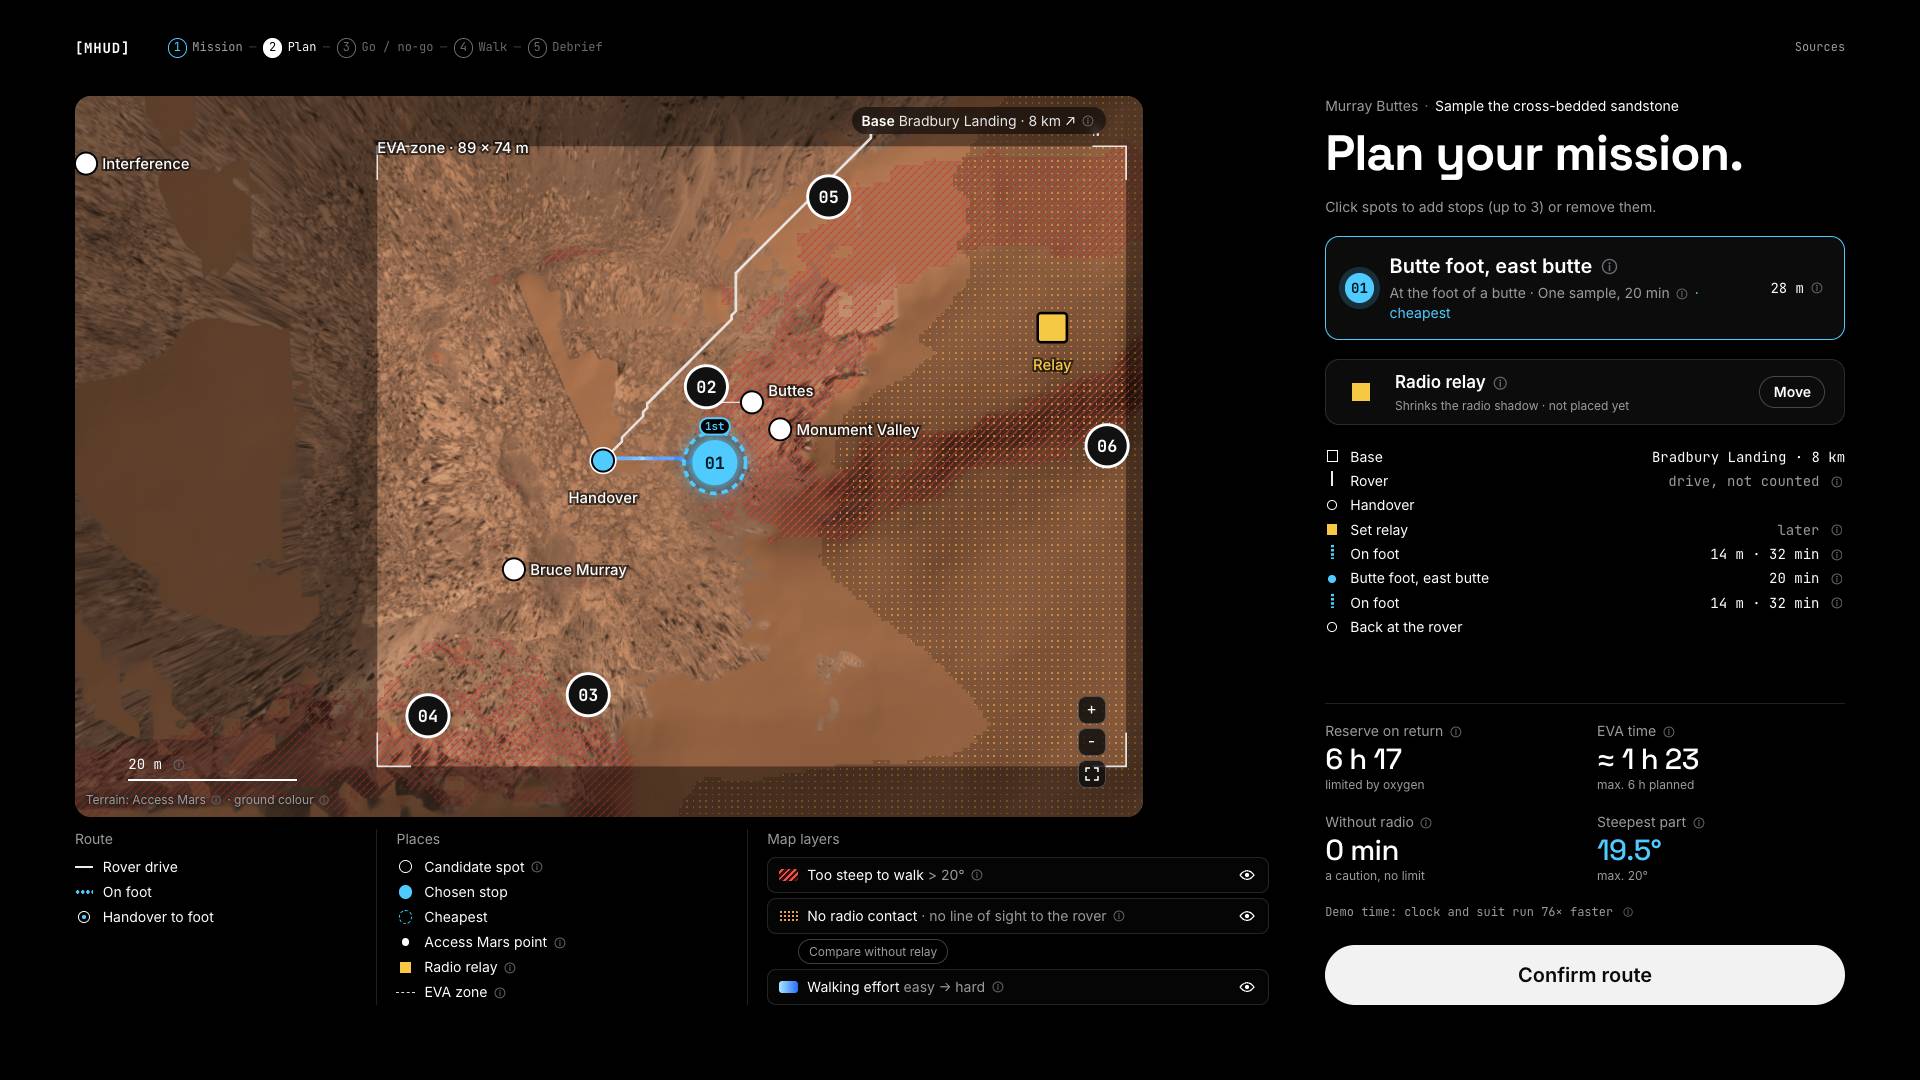 [MHUD]
1 Mission — 2 Plan — 3 Go / no-go — 4 Walk — 5 Debrief
Sources
Base Bradbury Landing · 8 km ↗
EVA zone · 89 × 74 m
Interference
05
Relay
02
Buttes
1st
Monument Valley
06
01
Handover
Bruce Murray
03
04
+
-
20 m
Terrain: Access Mars · ground colour
Murray Buttes · Sample the cross-bedded sandstone
Plan your mission.
Click spots to add stops (up to 3) or remove them.
01
Butte foot, east butte
At the foot of a butte · One sample, 20 min ·
cheapest
28 m
Radio relay
Shrinks the radio shadow · not placed yet
Move
Base Bradbury Landing · 8 km
Rover drive, not counted
Handover
Set relay later
On foot 14 m · 32 min
Butte foot, east butte 20 min
On foot 14 m · 32 min
Back at the rover
Reserve on return
6 h 17
limited by oxygen
EVA time
≈ 1 h 23
max. 6 h planned
Without radio
0 min
a caution, no limit
Steepest part
19.5°
max. 20°
Demo time: clock and suit run 76× faster
Confirm route
Route
Rover drive
On foot
Handover to foot
Places
Candidate spot
Chosen stop
Cheapest
Access Mars point
Radio relay
EVA zone
Map layers
Too steep to walk > 20°
No radio contact · no line of sight to the rover
Compare without relay
Walking effort easy → hard